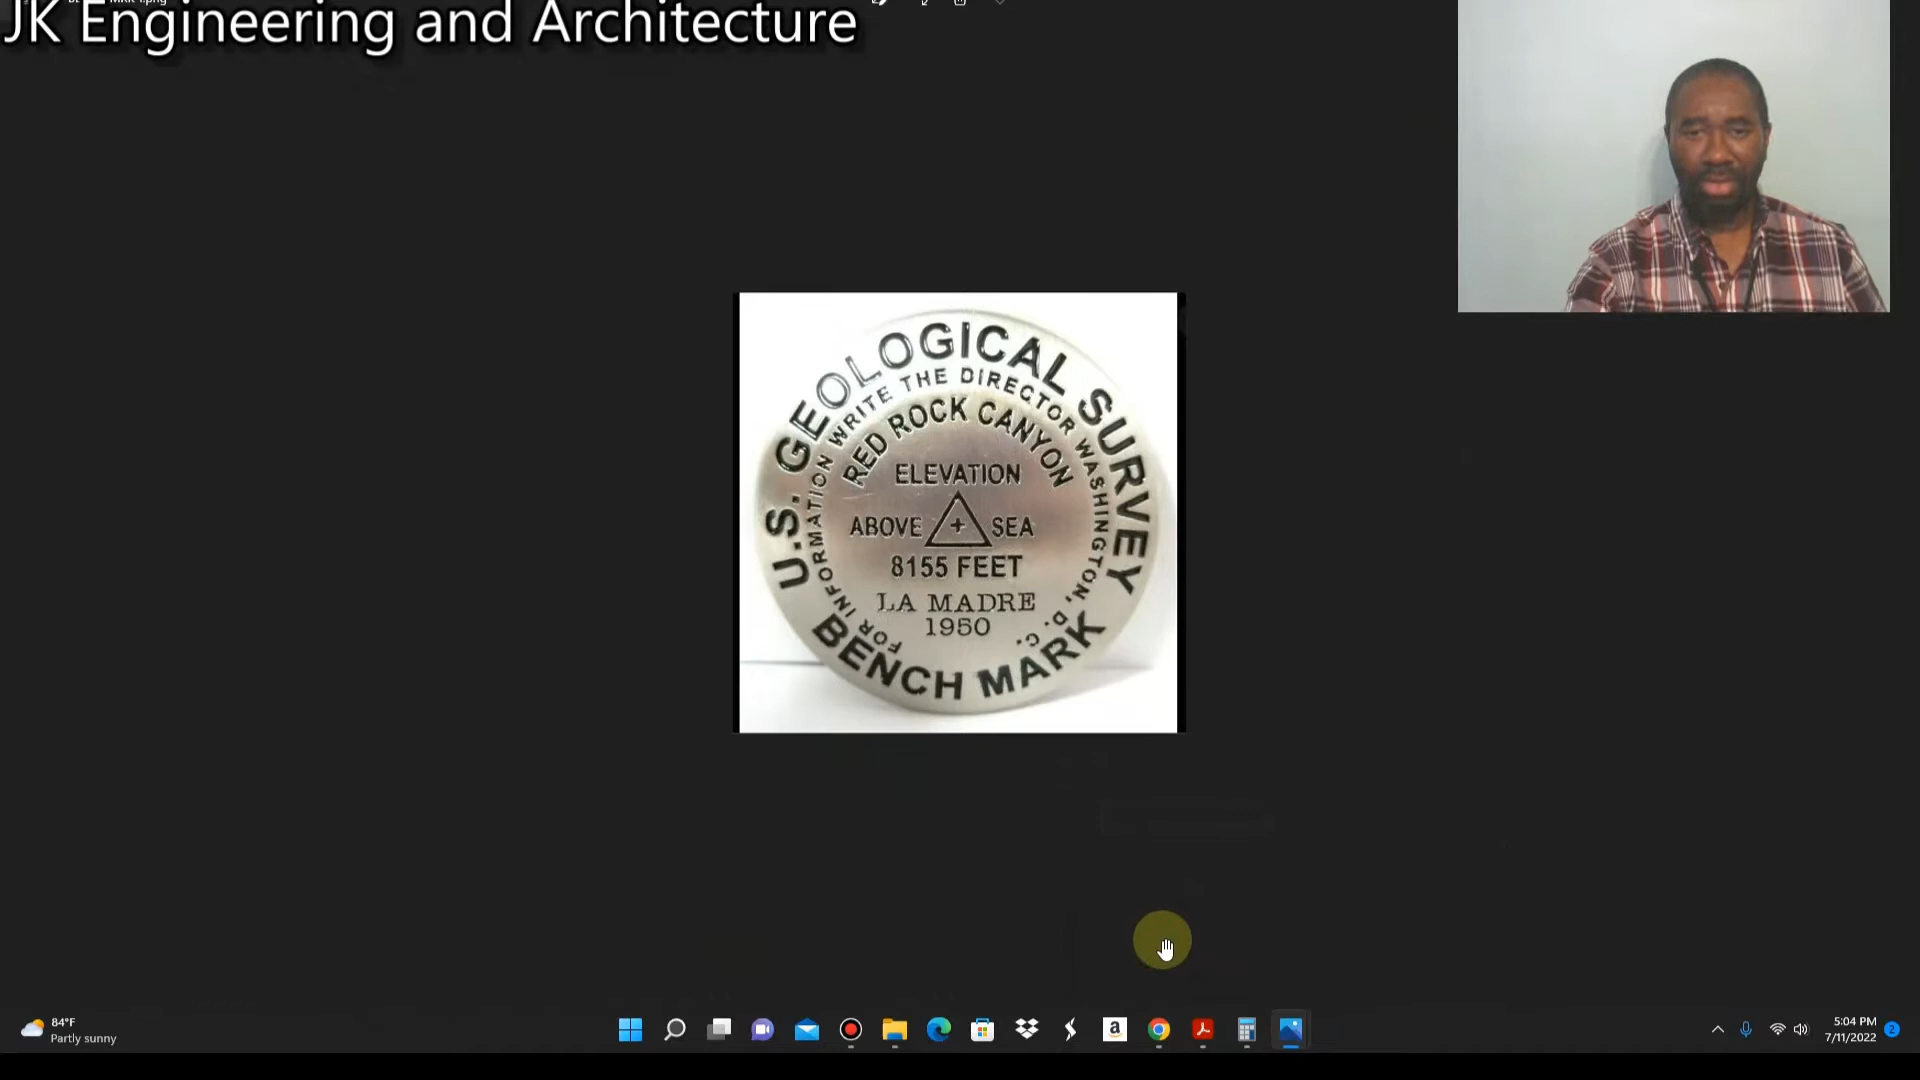 JK Engineering and Architecture
U.S. GEOLOGICAL SURVEY
FOR INFORMATION WRITE THE DIRECTOR WASHINGTON, D. C.
RED ROCK CANYON
ELEVATION
ABOVE + SEA
8155 FEET
LA MADRE
1950
BENCH MARK
84°F
Partly sunny
a
5:04 PM
7/11/2022
2